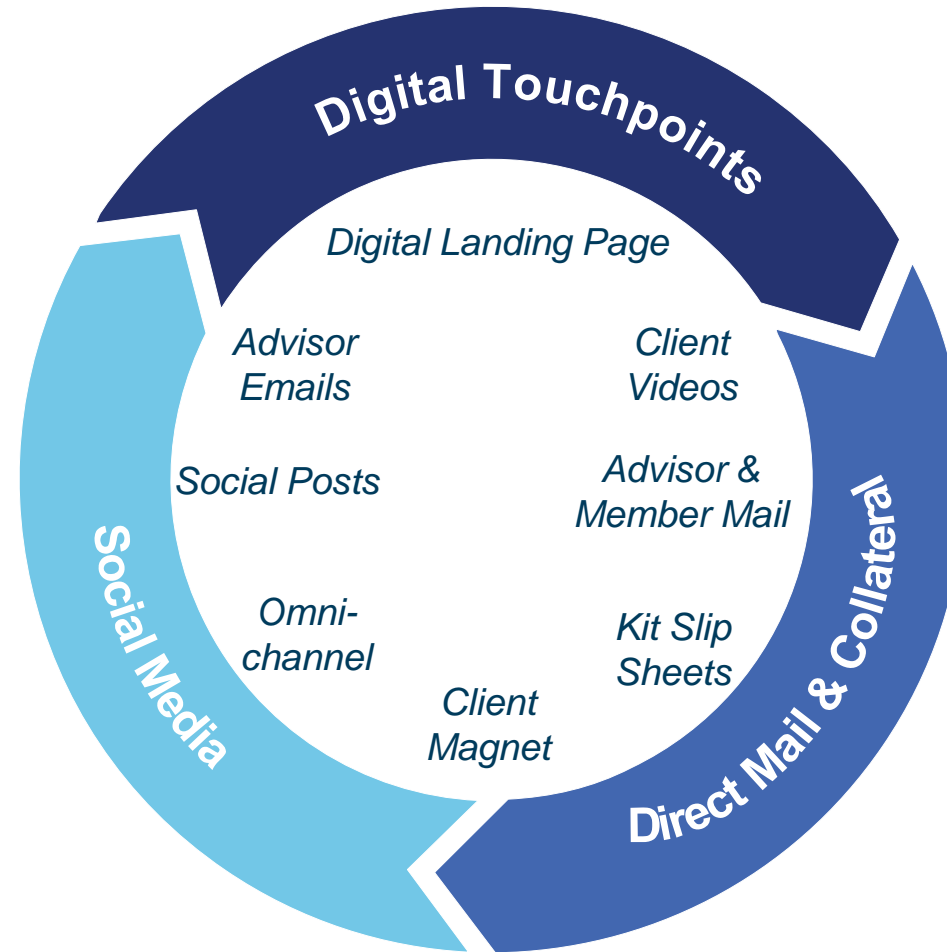 Digital Touchpoints
Digital Landing Page
Advisor
Emails
Client
Videos
Social Posts
Advisor &
Member Mail
Omni-
channel
Kit Slip
Sheets
Client
Magnet
Social Media
Direct Mail & Collateral